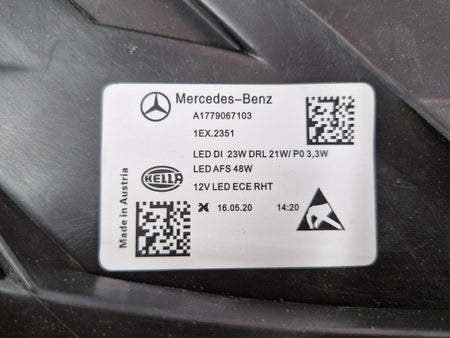 Mercedes-Benz
A1779067103
1EX.2351
LED DI 23W DRL 21W/ P0 3,3W
LED AFS 48W
12V LED ECE RHT
HELLA
16.05.20 14:20
Made in Austria